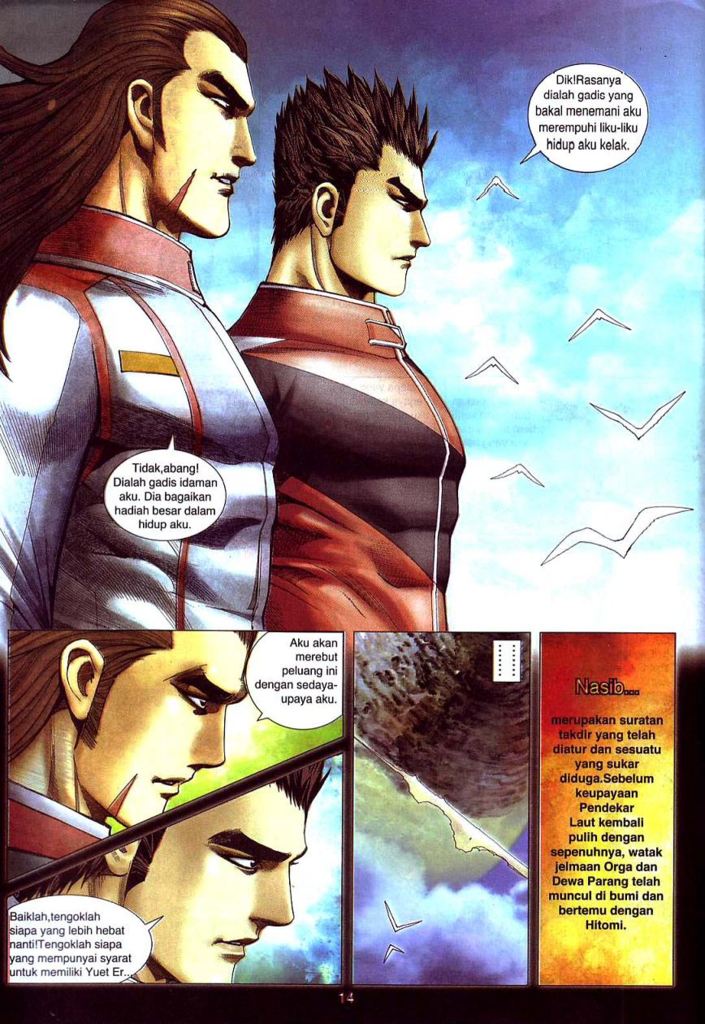 Dik!Rasanya
dialah gadis yang
bakal menemani aku
merempuhi liku-liku
hidup aku kelak.
Tidak,abang!
Dialah gadis idaman
aku. Dia bagaikan
hadiah besar dalam
hidup aku.
Aku akan
merebut
peluang ini
dengan sedaya-
upaya aku.
Baiklah,tengoklah
siapa yang lebih hebat
nanti!Tengoklah siapa
yang mempunyai syarat
untuk memiliki Yuet Er...
Nasib...
merupakan suratan
takdir yang telah
diatur dan sesuatu
yang sukar
diduga.Sebelum
keupayaan
Pendekar
Laut kembali
pulih dengan
sepenuhnya, watak
jelmaan Orga dan
Dewa Parang telah
muncul di bumi dan
bertemu dengan
Hitomi.
14